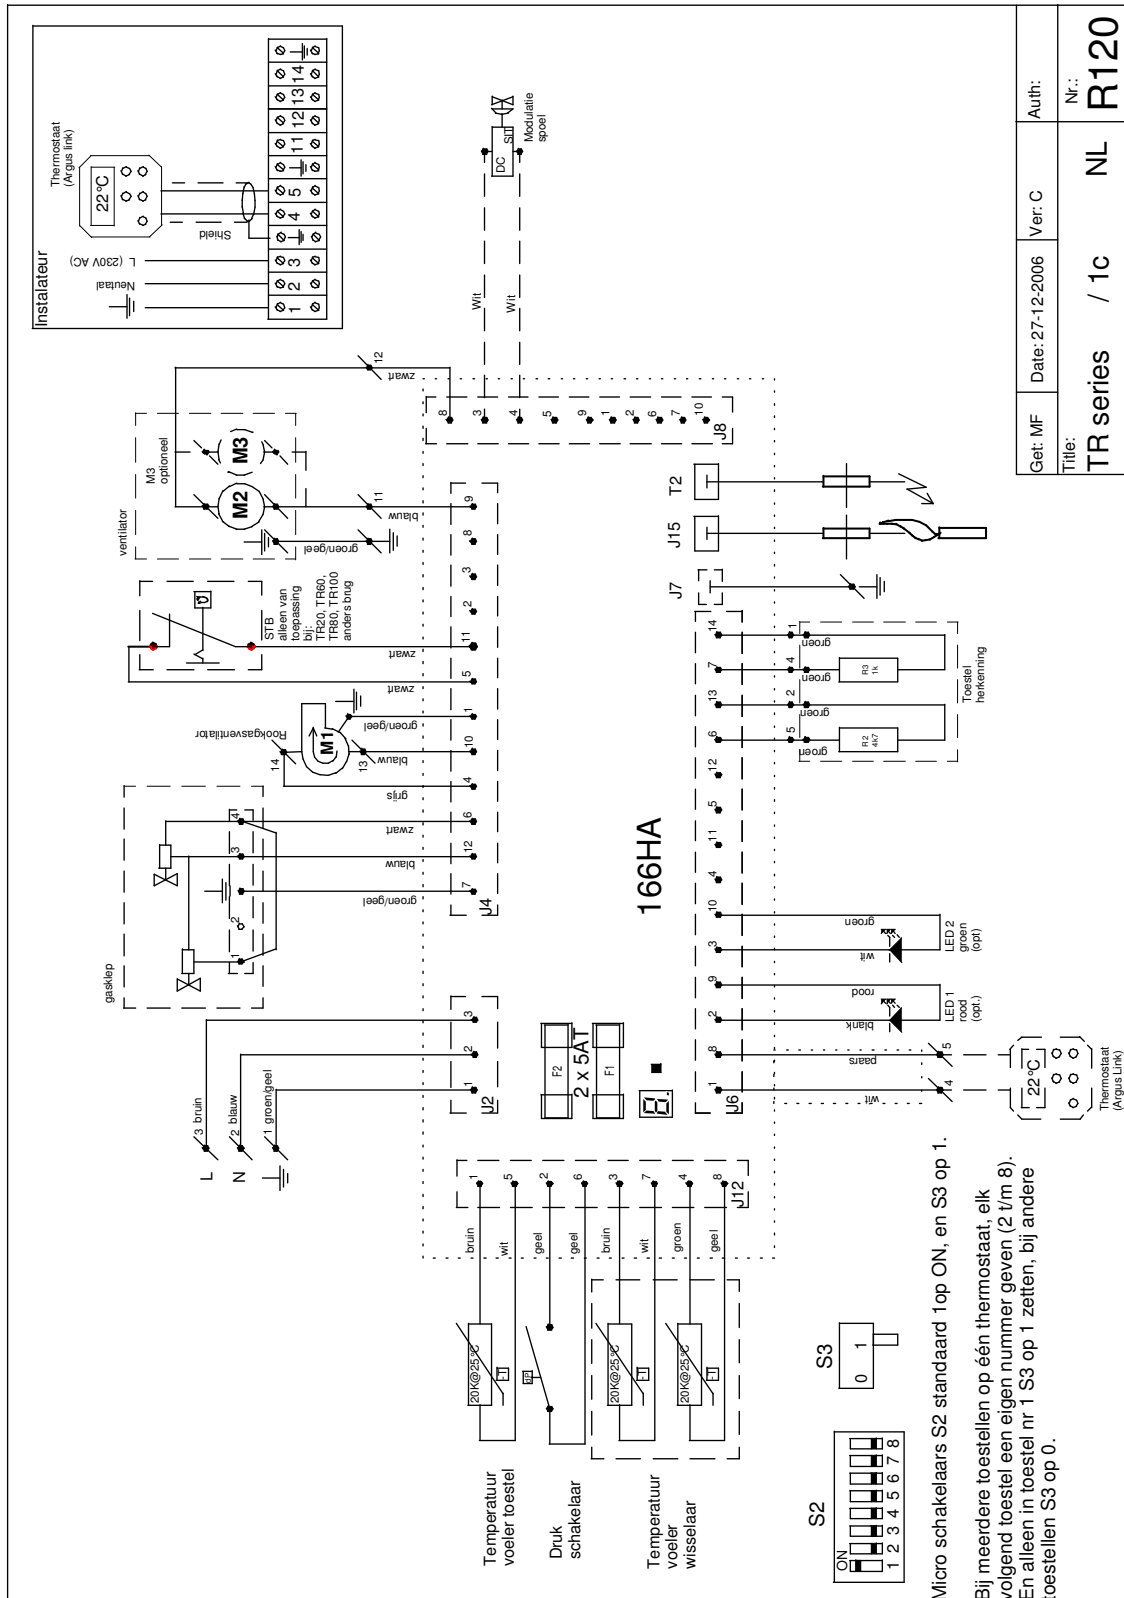 Instalateur
Thermostaat
(Argus link)
22°C
Shield
L (230V AC)
Neutaal
1 2 3 4 5 11 12 13 14
ventilator
M3
optioneel
M2
(M3)
12
zwart
11
blauw
groen/geel
STB
alleen van
toepassing
bij:
TR20, TR60,
TR80, TR100
anders brug
zwart
zwart
Rookgasventilator
M1
14
13
groen/geel
blauw
grijs
gasklep
1 2 3 4
zwart
blauw
groen/geel
L
N
3 bruin
2 blauw
1 groen/geel
J2
1 2 3
J4
7 12 6 4 10 1 5 11 2 3 8 9
J8
8 3 4 5 9 1 2 6 7 10
Wit
Wit
DC
SIT
Modulatie
spoel
F2
2 x 5AT
F1
8.
166HA
J12
1 5 2 6 3 7 4 8
bruin
wit
geel
geel
bruin
wit
groen
geel
20K@25°C
dP
20K@25°C
20K@25°C
Temperatuur
voeler toestel
Druk
schakelaar
Temperatuur
voeler
wisselaar
J6
1 8 2 9 3 10 4 11 5 12 6 13 7 14
J7
J15
T2
wit
paars
blank
rood
wit
groen
4
5
Thermostaat
(Argus Link)
22°C
LED 1
rood
(opt.)
LED 2
groen
(opt)
5 2 4 1
groen
groen
groen
groen
R2
4k7
R3
1k
Toestel
herkenning
S2
ON
1 2 3 4 5 6 7 8
S3
0 1
Micro schakelaars S2 standaard 1op ON, en S3 op 1.
Bij meerdere toestellen op één thermostaat, elk
volgend toestel een eigen nummer geven (2 t/m 8).
En alleen in toestel nr 1 S3 op 1 zetten, bij andere
toestellen S3 op 0.
Get: MF
Date: 27-12-2006
Ver: C
Auth:
Title:
TR series / 1c NL
Nr.:
R120